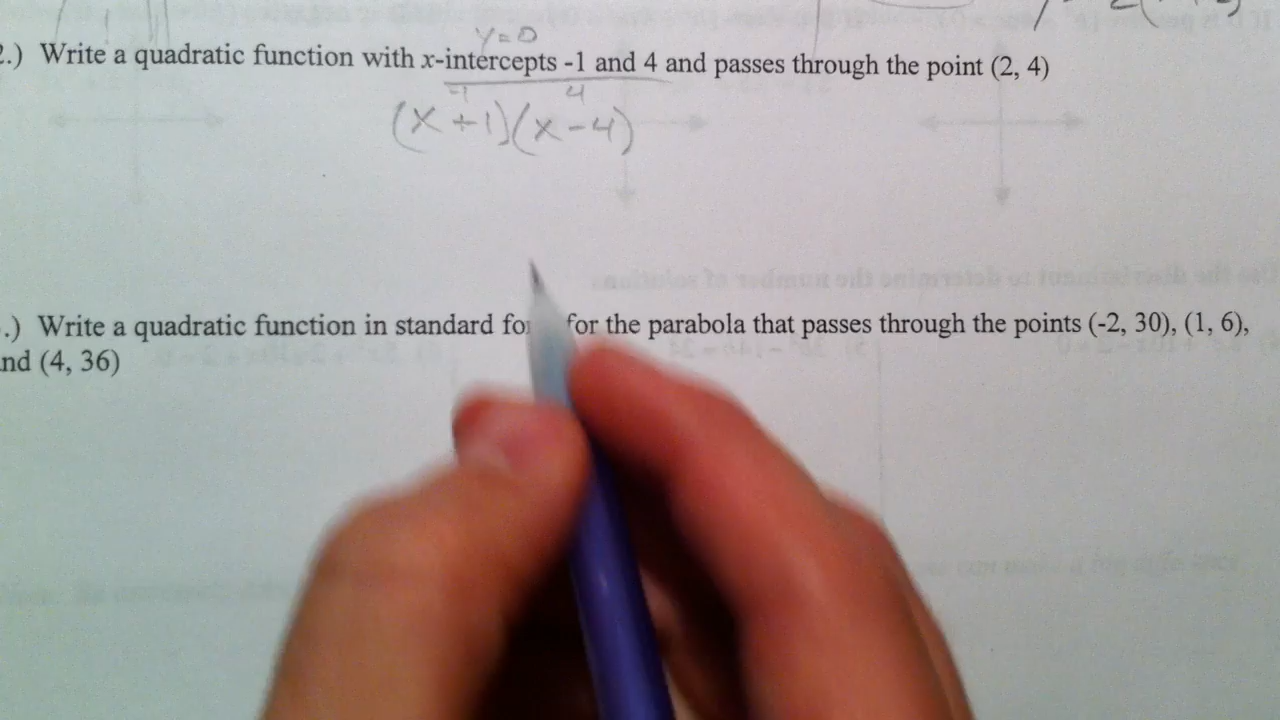 y=0
2.) Write a quadratic function with x-intercepts -1 and 4 and passes through the point (2, 4)
-1 4
(x +1)(x-4)
.) Write a quadratic function in standard for for the parabola that passes through the points (-2, 30), (1, 6),
nd (4, 36)